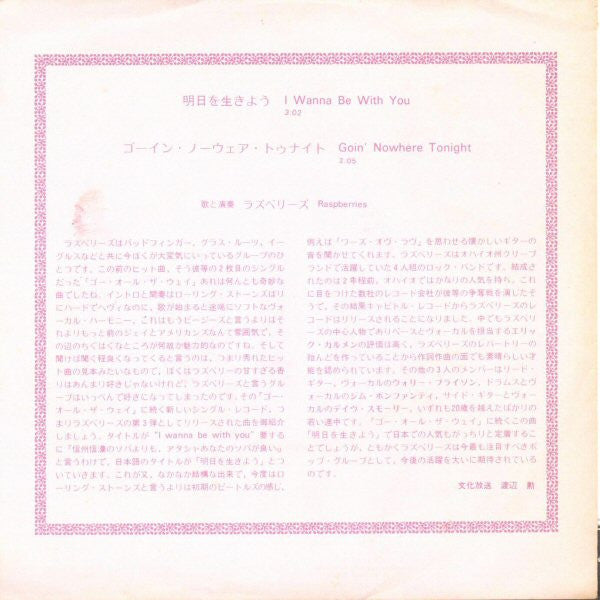 明日を生きよう I Wanna Be With You
3:02
ゴーイン・ノーウェア・トゥナイト Goin' Nowhere Tonight
2:05
歌と演奏 ラズベリーズ Raspberries
ラズベリーズはバッドフィンガー、グラス・ルーツ、イー
グルスなどと共に今ぼくが大変気にいっているグループのひ
とつです。この前のヒット曲、そう彼等の2枚目のシングル
だった「ゴー・オール・ザ・ウェイ」あれは何んとも奇妙な
曲でしたね。イントロと間奏はローリング・ストーンズばり
にハードでヘヴィなのに、歌が始まると途端にソフトなヴォ
ーカル・ハーモニー、これはもうビージーズと言うよりはそ
れよりもっと前のジェイとアメリカンズなんて雰囲気で、そ
の辺のちぐはぐなところが何故か魅力的なのですね。そして
聞けば聞く程良くなってくると言うのは、つまり秀れたヒッ
ト曲の見本みたいなもので、ぼくはラズベリーの甘すぎる香
りはあんまり好きじゃないけれど、ラズベリーズと言うグル
ープはいっぺんで好きになってしまったのです。その「ゴー・
オール・ザ・ウェイ」に続く新しいシングル・レコード、つ
まりラズベリーズの第3弾としてリリースされた曲を御紹介
しましょう。タイトルが "I wanna be with you" 要する
に「信州信濃のソバよりも、アタシャあなたのソバが良い」
と言うわけで、日本語のタイトルが「明日を生きよう」とつ
いていきます。これが又、なかなか結構な出来で、今度はロ
ーリング・ストーンズと言うよりは初期のビートルズの感じ、
例えば「ワーズ・オヴ・ラヴ」を思わせる懐かしいギターの
音を聞かせてくれます。ラズベリーズはオハイオ州クリーブ
ランドで活躍していた4人組のロック・バンドです。結成され
たのは2年程前、オハイオではかなりの人気を持ち、これ
に目をつけた数社のレコード会社が彼等の争奪戦を演じたそ
うで、その結果キャピトル・レコードからラズベリーズのレ
コードはリリースされることになりました。中でもラズベリ
ーズの中心人物でありベースとヴォーカルを担当するエリッ
ク・カルメンの評価は高く、ラズベリーズのレパートリーの
殆んどを作っていることから作詞作曲の面でも素晴らしい才
能を認められています。その他の3人のメンバーはリード・
ギター、ヴォーカルのウォリー・ブライソン、ドラムスとヴ
ォーカルのシム・ボンファンティ、サイド・ギターとヴォー
カルのデイヴ・スモーリー、いずれも20歳を越えたばかりの
若い連中です。「ゴー・オール・ザ・ウェイ」に続くこの曲
「明日を生きよう」で日本での人気もがっちりと定着するこ
とでしょうが、ともかくラズベリーズは今最も注目すべきポ
ップ・グループとして、今後の活躍を大いに期待されている
のです。
文化放送 渡辺 勲